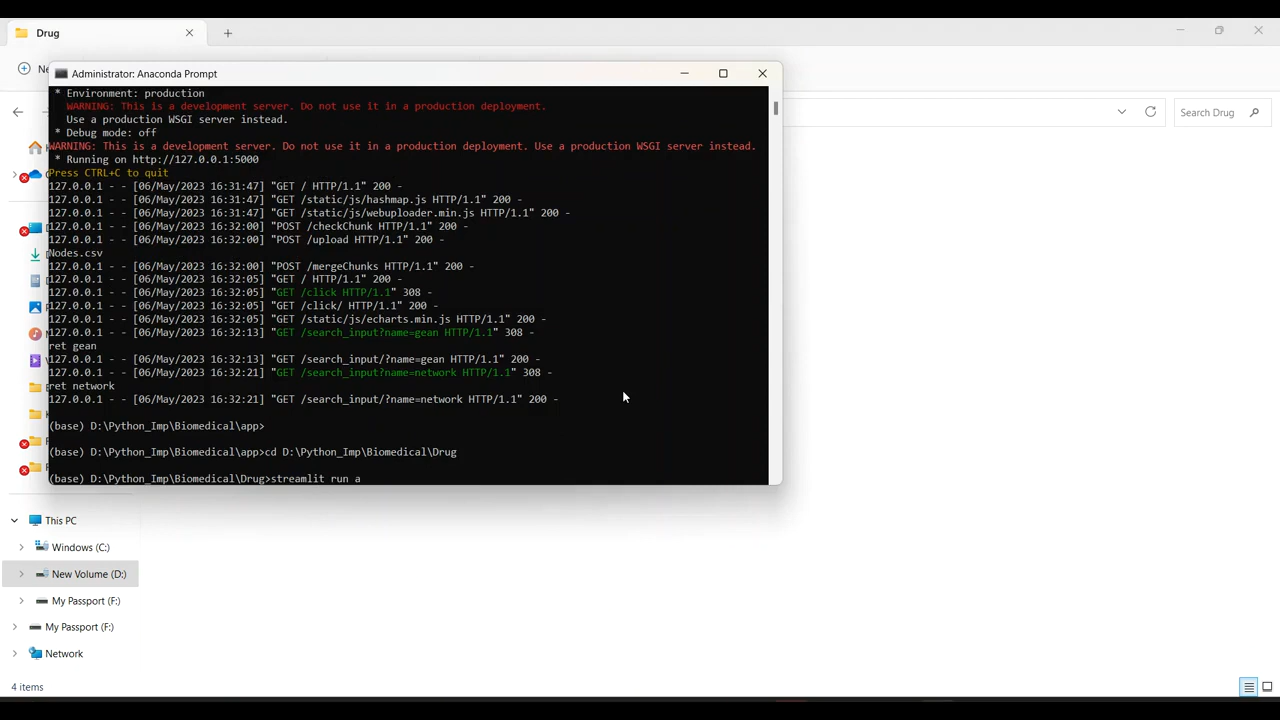 Drug
Ne
Administrator: Anaconda Prompt
Search Drug
* Environment: production
WARNING: This is a development server. Do not use it in a production deployment.
Use a production WSGI server instead.
* Debug mode: off
WARNING: This is a development server. Do not use it in a production deployment. Use a production WSGI server instead.
* Running on http://127.0.0.1:5000
Press CTRL+C to quit
127.0.0.1 - - [06/May/2023 16:31:47] "GET / HTTP/1.1" 200 -
127.0.0.1 - - [06/May/2023 16:31:47] "GET /static/js/hashmap.js HTTP/1.1" 200 -
127.0.0.1 - - [06/May/2023 16:31:47] "GET /static/js/webuploader.min.js HTTP/1.1" 200 -
127.0.0.1 - - [06/May/2023 16:32:00] "POST /checkChunk HTTP/1.1" 200 -
127.0.0.1 - - [06/May/2023 16:32:00] "POST /upload HTTP/1.1" 200 -
Nodes.csv
127.0.0.1 - - [06/May/2023 16:32:00] "POST /mergeChunks HTTP/1.1" 200 -
127.0.0.1 - - [06/May/2023 16:32:05] "GET / HTTP/1.1" 200 -
127.0.0.1 - - [06/May/2023 16:32:05] "GET /click HTTP/1.1" 308 -
127.0.0.1 - - [06/May/2023 16:32:05] "GET /click/ HTTP/1.1" 200 -
127.0.0.1 - - [06/May/2023 16:32:05] "GET /static/js/echarts.min.js HTTP/1.1" 200 -
127.0.0.1 - - [06/May/2023 16:32:13] "GET /search_input?name=gean HTTP/1.1" 308 -
ret gean
127.0.0.1 - - [06/May/2023 16:32:13] "GET /search_input/?name=gean HTTP/1.1" 200 -
127.0.0.1 - - [06/May/2023 16:32:21] "GET /search_input?name=network HTTP/1.1" 308 -
ret network
127.0.0.1 - - [06/May/2023 16:32:21] "GET /search_input/?name=network HTTP/1.1" 200 -
(base) D:\Python_Imp\Biomedical\app>
(base) D:\Python_Imp\Biomedical\app>cd D:\Python_Imp\Biomedical\Drug
(base) D:\Python_Imp\Biomedical\Drug>streamlit run a
This PC
Windows (C:)
New Volume (D:)
My Passport (F:)
My Passport (F:)
Network
4 items